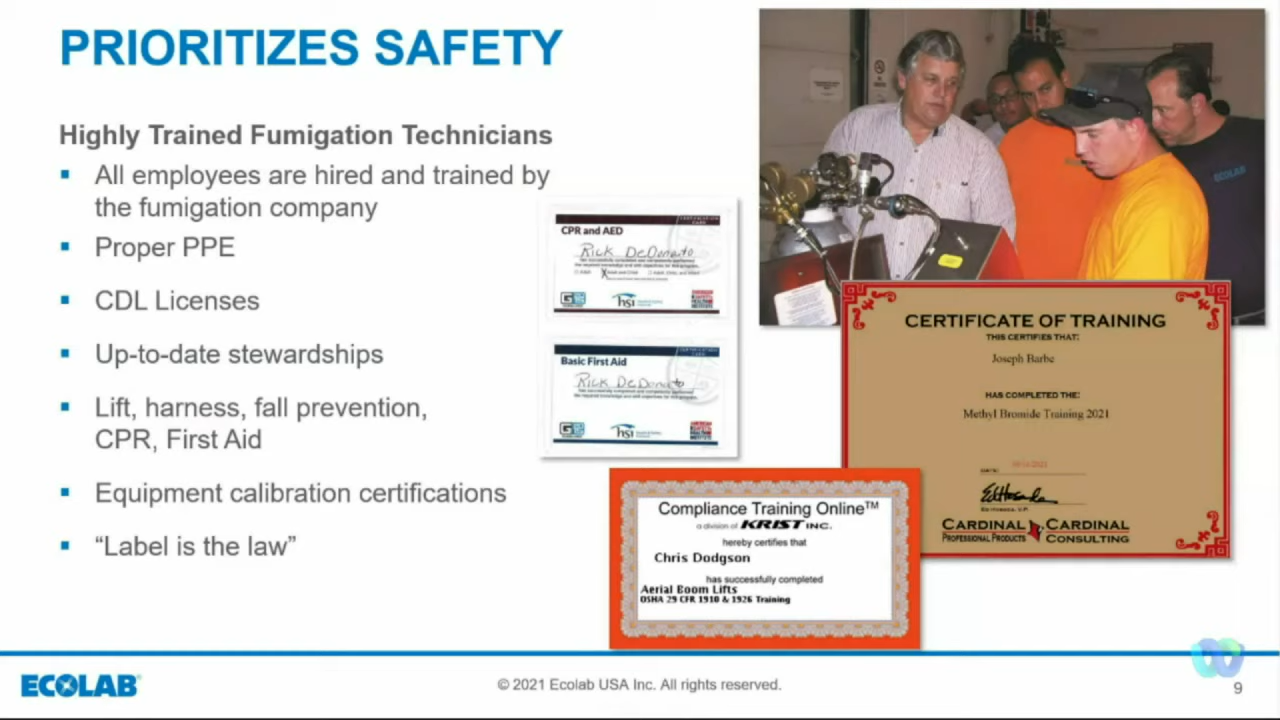 PRIORITIZES SAFETY
Highly Trained Fumigation Technicians
All employees are hired and trained by
the fumigation company
Proper PPE
CDL Licenses
Up-to-date stewardships
Lift, harness, fall prevention,
CPR, First Aid
Equipment calibration certifications
“Label is the law”
CPR and AED
Rick DeDonato
hsi
Basic First Aid
Rick DeDonato
hsi
ECOLAB
CERTIFICATE OF TRAINING
THIS CERTIFIES THAT:
Joseph Barbe
HAS COMPLETED THE:
Methyl Bromide Training 2021
CARDINAL CARDINAL
PROFESSIONAL PRODUCTS CONSULTING
Compliance Training Online™
a division of KRIST INC.
hereby certifies that
Chris Dodgson
has successfully completed
Aerial Boom Lifts
OSHA 29 CFR 1910 & 1926 Training
ECOLAB®
© 2021 Ecolab USA Inc. All rights reserved.
9